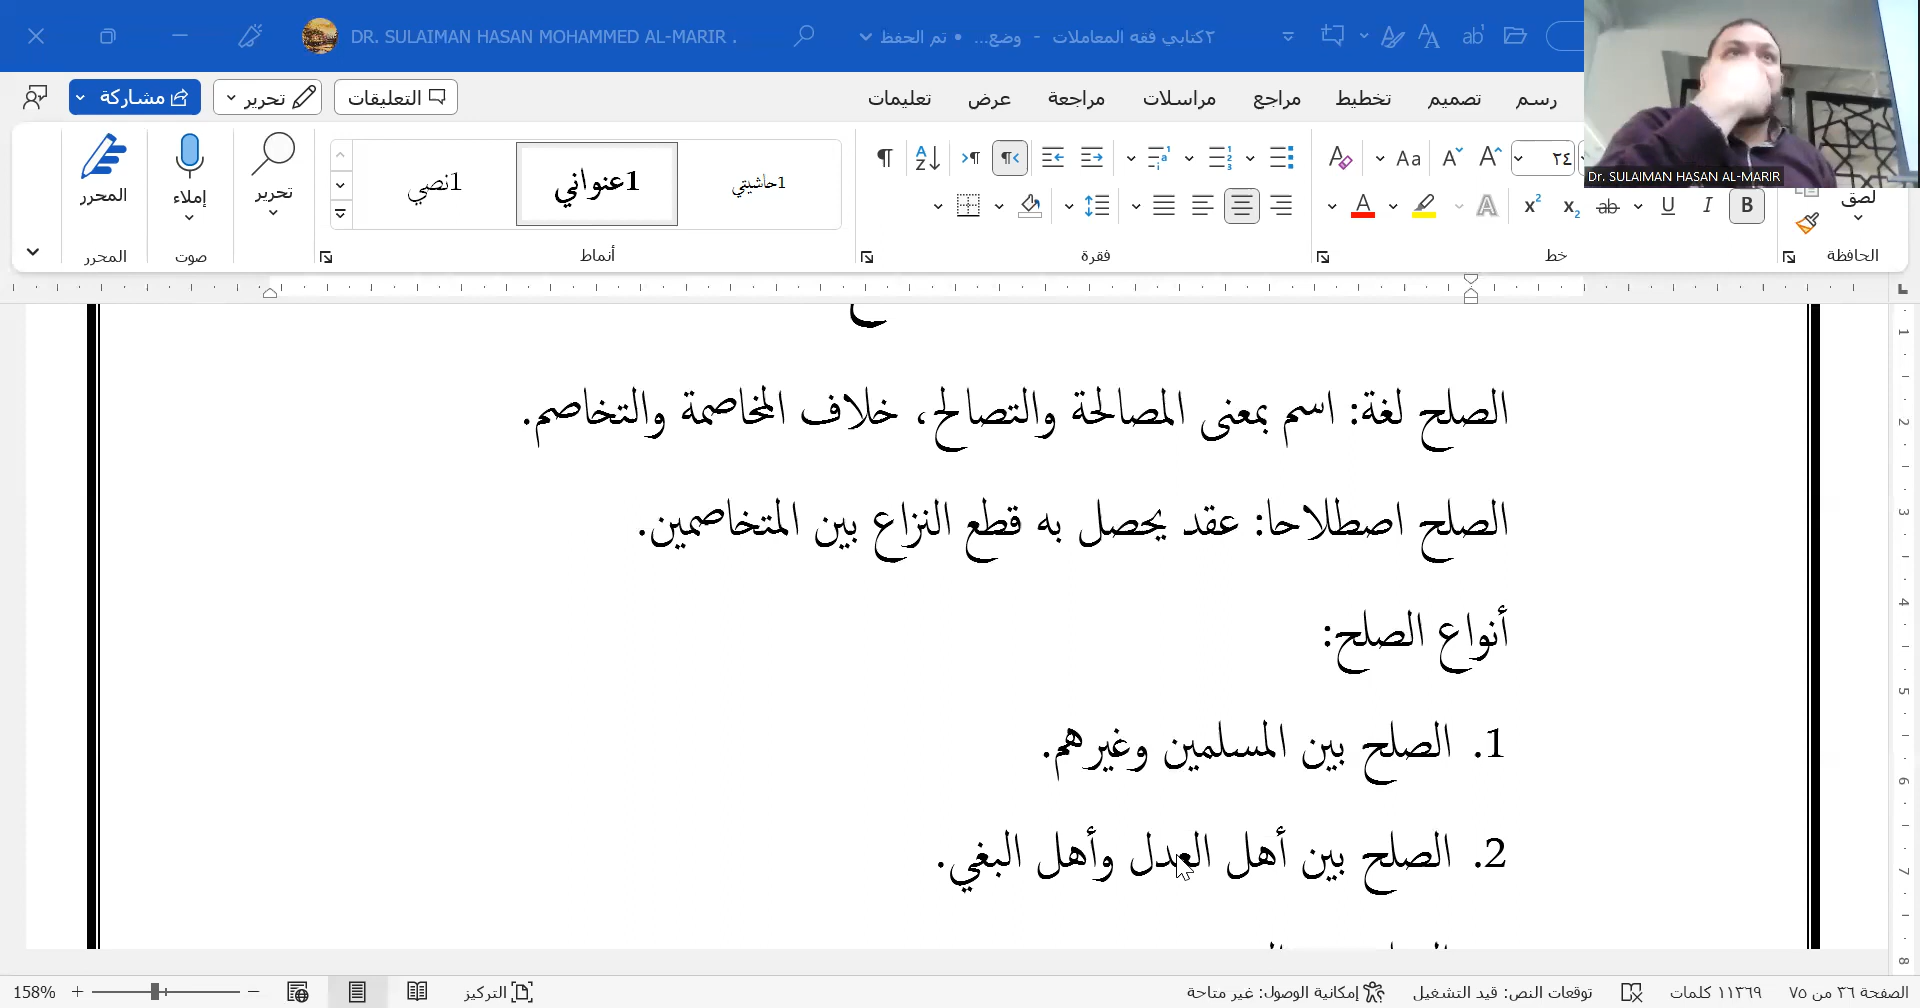 DR. SULAIMAN HASAN MOHAMMED AL-MARIR .
٢كتابي فقه المعاملات - وضع... • تم الحفظ
رسم تصميم تخطيط مراجع مراسلات مراجعة عرض تعليمات
التعليقات تحرير مشاركة
Dr. SULAIMAN HASAN AL-MARIR
لصق
٢٤
1حاشيتي 1عنواني 1نصي
تحرير إملاء المحرر
الحافظة خط فقرة أنماط صوت المحرر
الصلح لغة: اسم بمعنى المصالحة والتصالح، خلاف المخاصمة والتخاصم.
الصلح اصطلاحا: عقد يحصل به قطع النزاع بين المتخاصمين.
أنواع الصلح:
1. الصلح بين المسلمين وغيرهم.
2. الصلح بين أهل العدل وأهل البغي.
الصفحة ٣٦ من ٧٥ ١١٣٦٩ كلمات توقعات النص: قيد التشغيل إمكانية الوصول: غير متاحة التركيز 158%